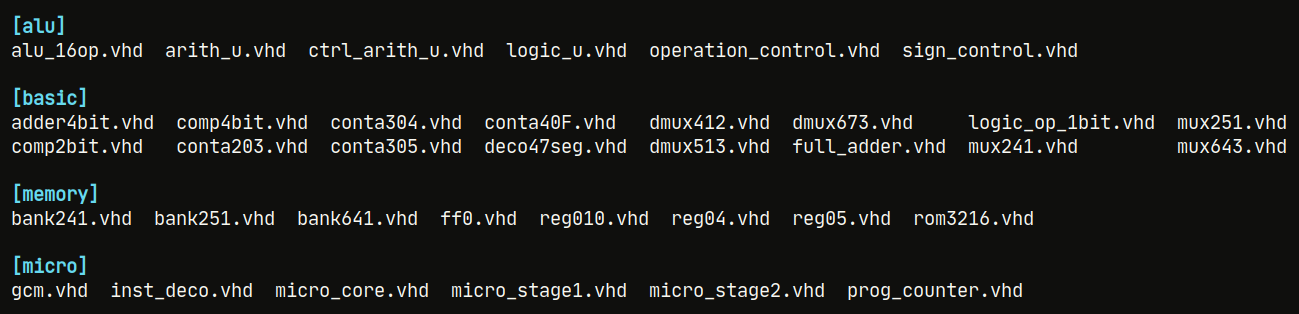 [alu]
alu_16op.vhd arith_u.vhd ctrl_arith_u.vhd logic_u.vhd operation_control.vhd sign_control.vhd
[basic]
adder4bit.vhd comp4bit.vhd conta304.vhd conta40F.vhd dmux412.vhd dmux673.vhd logic_op_1bit.vhd mux251.vhd
comp2bit.vhd conta203.vhd conta305.vhd deco47seg.vhd dmux513.vhd full_adder.vhd mux241.vhd mux643.vhd
[memory]
bank241.vhd bank251.vhd bank641.vhd ff0.vhd reg010.vhd reg04.vhd reg05.vhd rom3216.vhd
[micro]
gcm.vhd inst_deco.vhd micro_core.vhd micro_stage1.vhd micro_stage2.vhd prog_counter.vhd